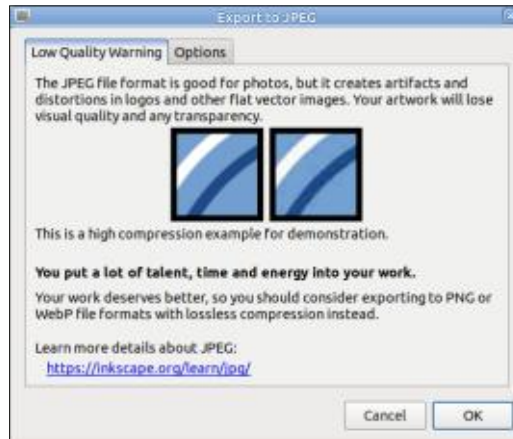 Export to JPEG
Low Quality Warning
Options
The JPEG file format is good for photos, but it creates artifacts and
distortions in logos and other flat vector images. Your artwork will lose
visual quality and any transparency.
This is a high compression example for demonstration.
You put a lot of talent, time and energy into your work.
Your work deserves better, so you should consider exporting to PNG or
WebP file formats with lossless compression instead.
Learn more details about JPEG:
https://inkscape.org/learn/jpg/
Cancel
OK